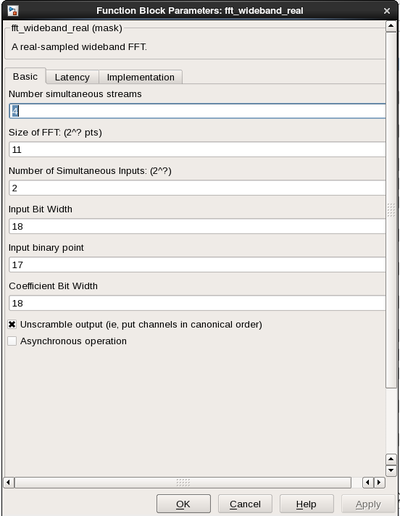 Function Block Parameters: fft_wideband_real
fft_wideband_real (mask)
A real-sampled wideband FFT.
Basic Latency Implementation
Number simultaneous streams
Size of FFT: (2^? pts)
11
Number of Simultaneous Inputs: (2^?)
2
Input Bit Width
18
Input binary point
17
Coefficient Bit Width
18
Unscramble output (ie, put channels in canonical order)
Asynchronous operation
OK Cancel Help Apply